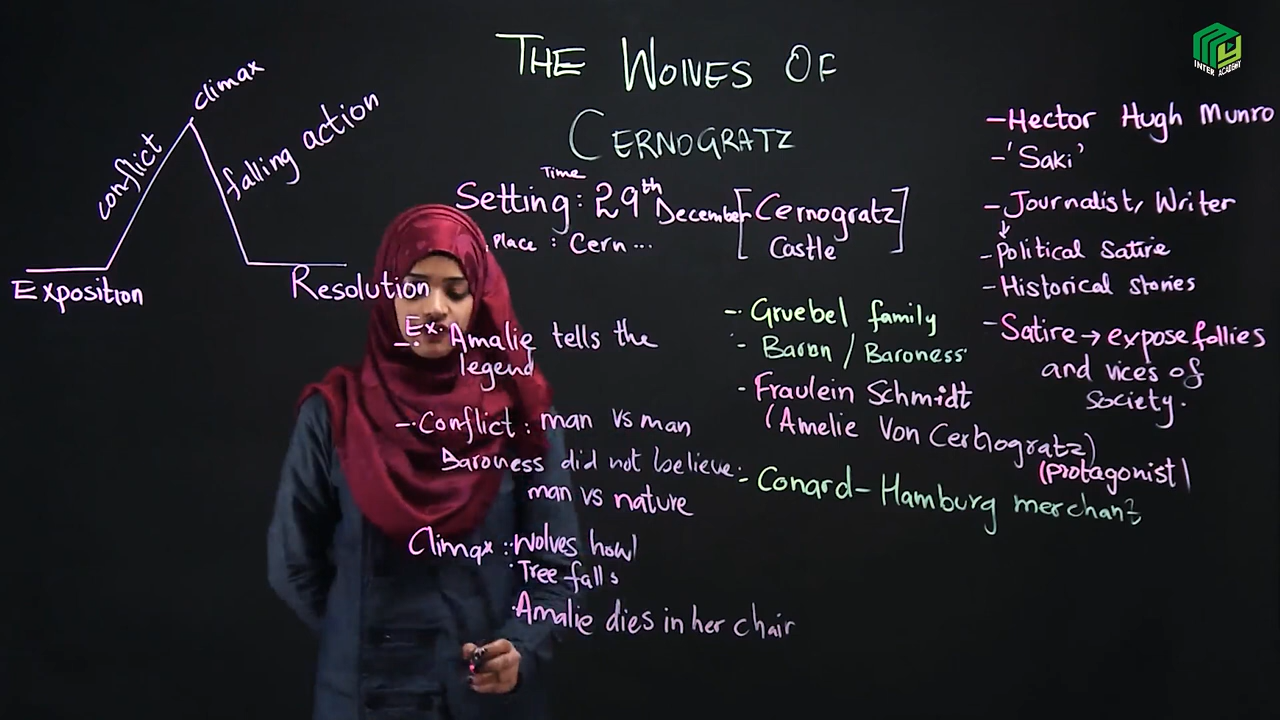 INTER ACADEMY
THE WOLVES OF
CERNOGRATZ
climax
conflict
falling action
Exposition
Resolution
Time
Setting: 29th December [Cernogratz
Castle]
Place : Cern...
Ex.
- Amalie tells the
legend
- Conflict : man vs man
Baroness did not believe
man vs nature
Climax : wolves howl
Tree falls
Amalie dies in her chair
- Gruebel family
- Baron / Baroness
- Fraulein Schmidt
(Amelie Von Cernogratz)
(protagonist)
- Conard - Hamburg merchant
- Hector Hugh Munro
- 'Saki'
- Journalist, Writer
↓
- Political Satire
- Historical stories
- Satire → expose follies
and vices of
society.